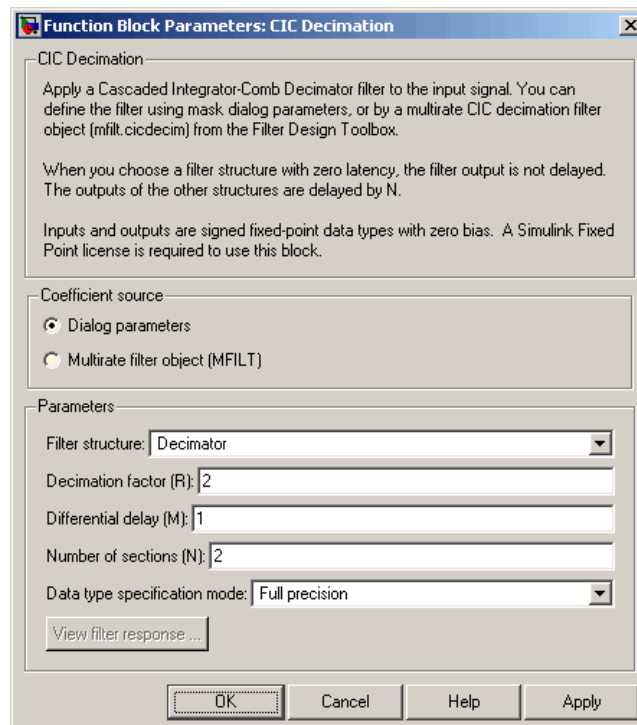 Function Block Parameters: CIC Decimation
CIC Decimation
Apply a Cascaded Integrator-Comb Decimator filter to the input signal. You can
define the filter using mask dialog parameters, or by a multirate CIC decimation filter
object (mfilt.cicdecim) from the Filter Design Toolbox.
When you choose a filter structure with zero latency, the filter output is not delayed.
The outputs of the other structures are delayed by N.
Inputs and outputs are signed fixed-point data types with zero bias. A Simulink Fixed
Point license is required to use this block.
Coefficient source
Dialog parameters
Multirate filter object (MFILT)
Parameters
Filter structure: Decimator
Decimation factor (R): 2
Differential delay (M): 1
Number of sections (N): 2
Data type specification mode: Full precision
View filter response ...
OK Cancel Help Apply